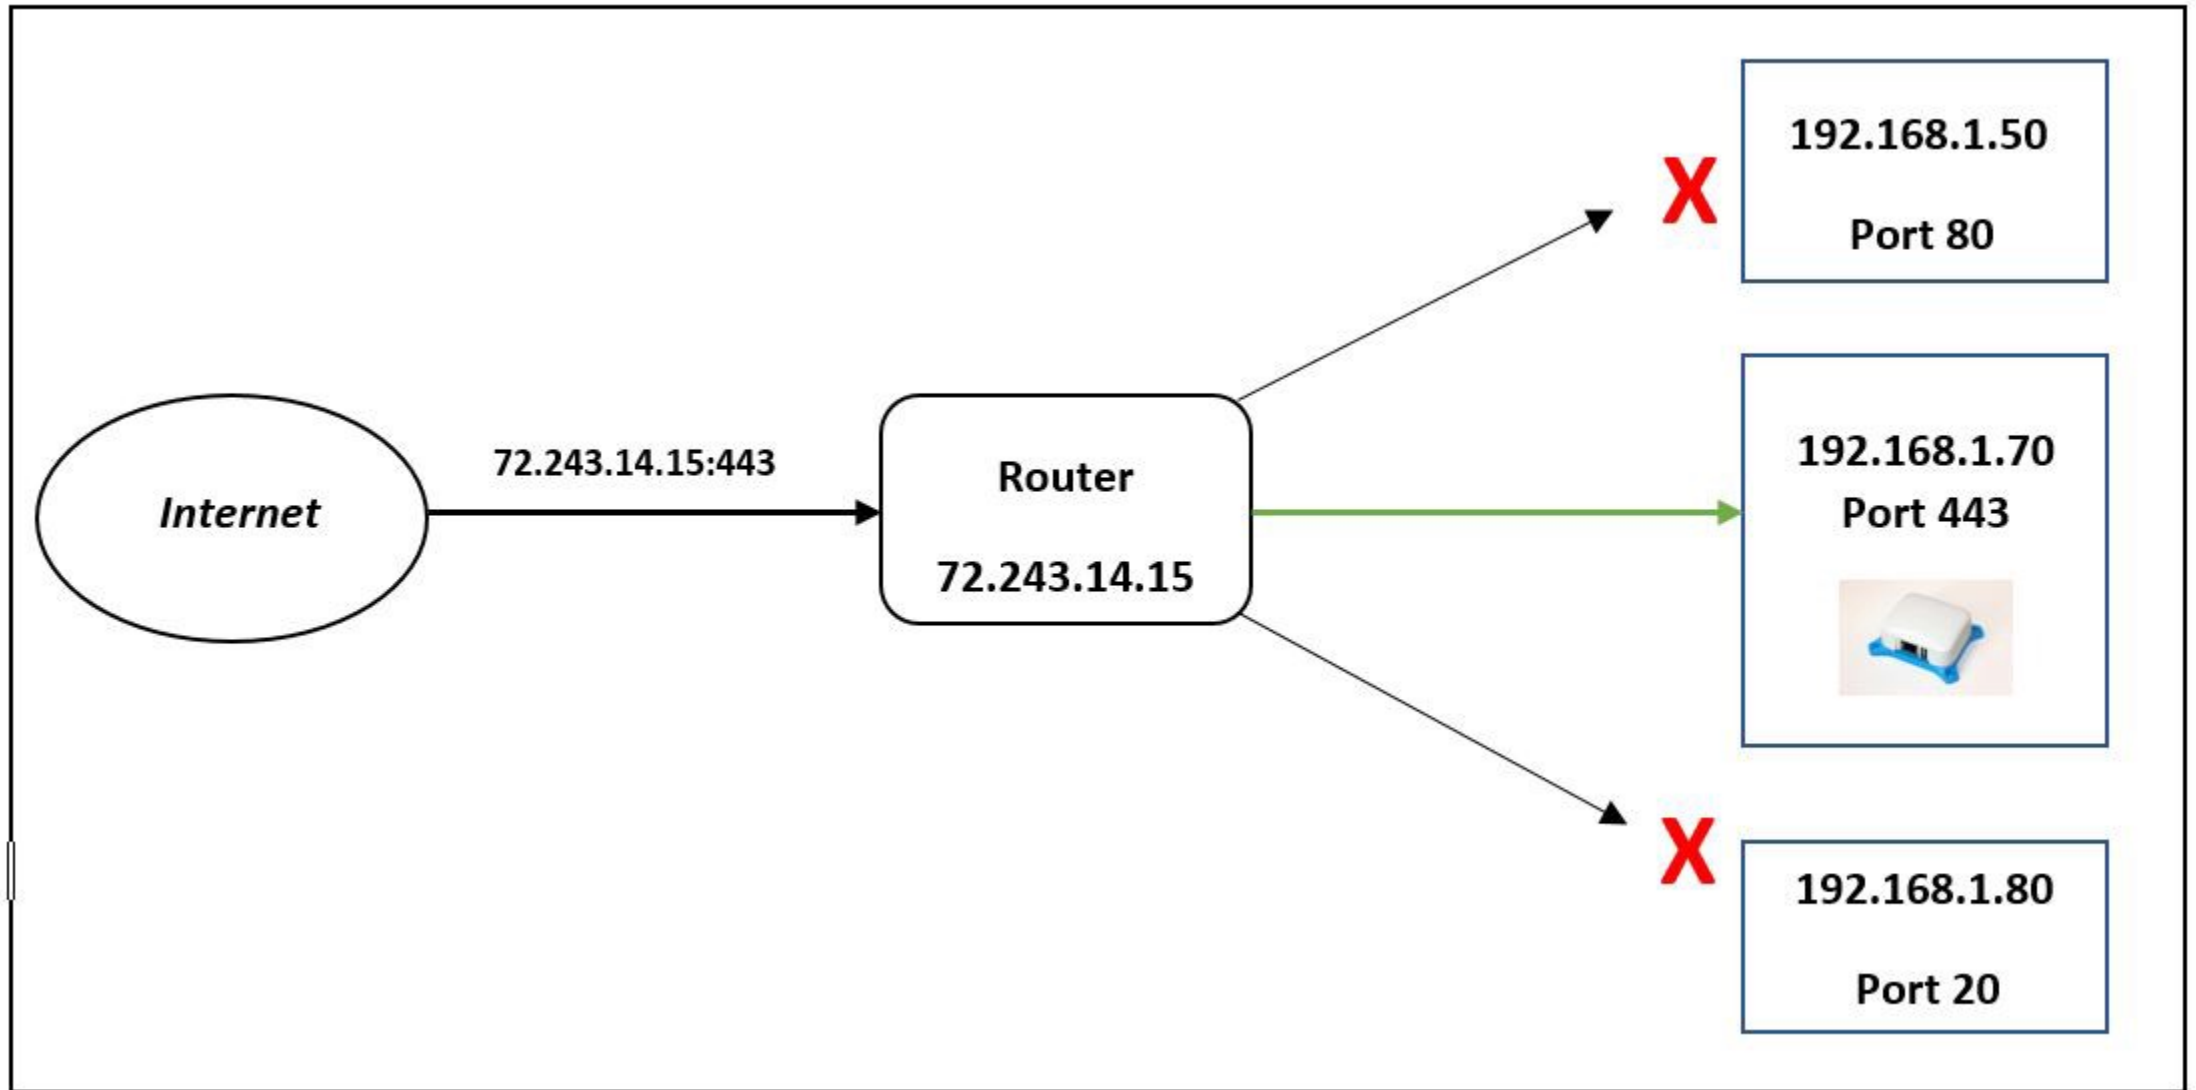 Internet
72.243.14.15:443
Router
72.243.14.15
X
192.168.1.50
Port 80
192.168.1.70
Port 443
X
192.168.1.80
Port 20